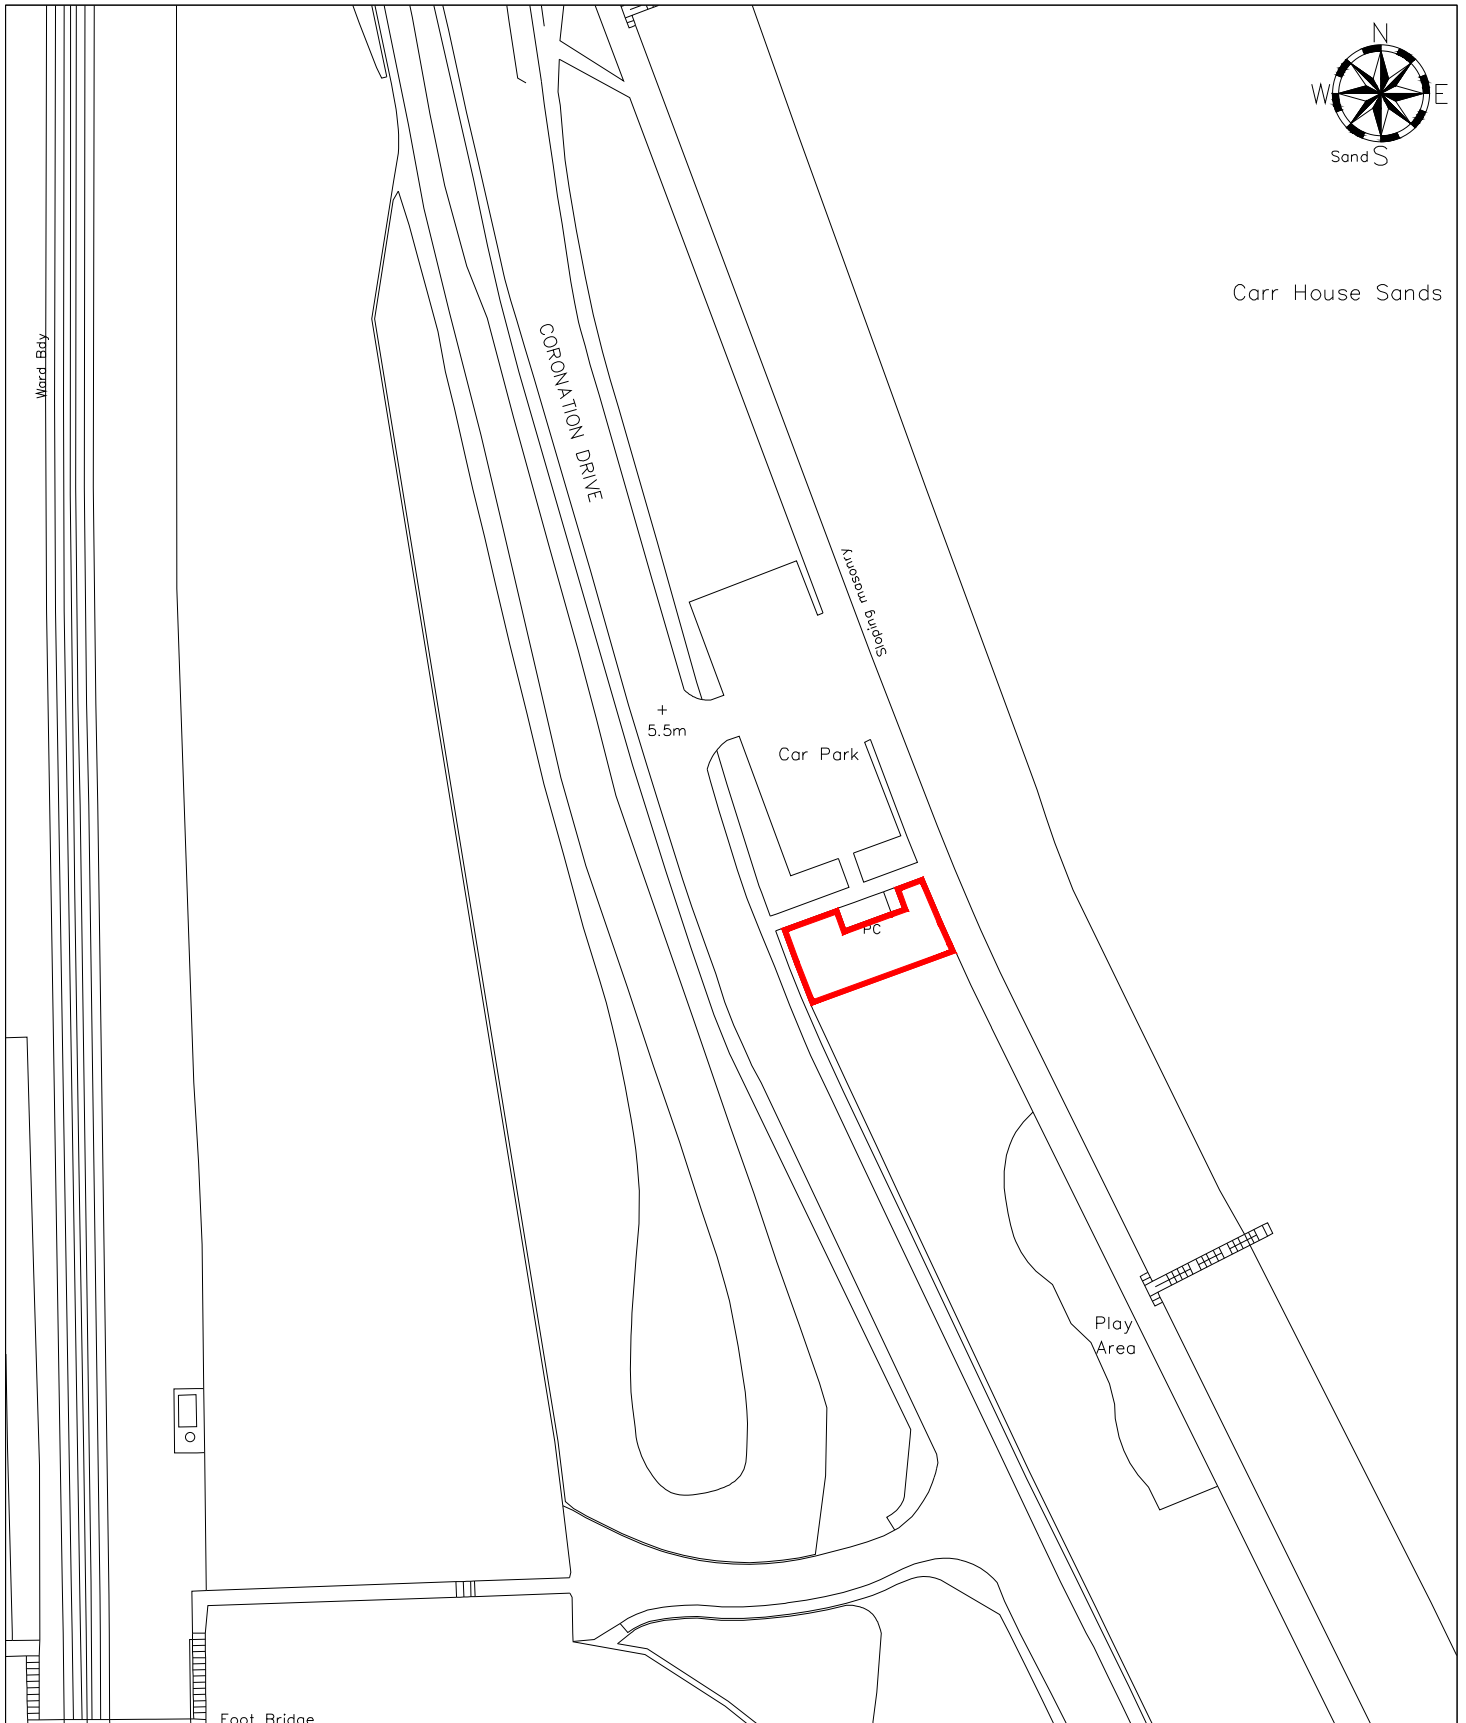 N
W
E
Sand
S
Carr House Sands
Ward Bdy
CORONATION DRIVE
Sloping masonry
5.5m
Car Park
PC
Play
Area
Foot Bridge